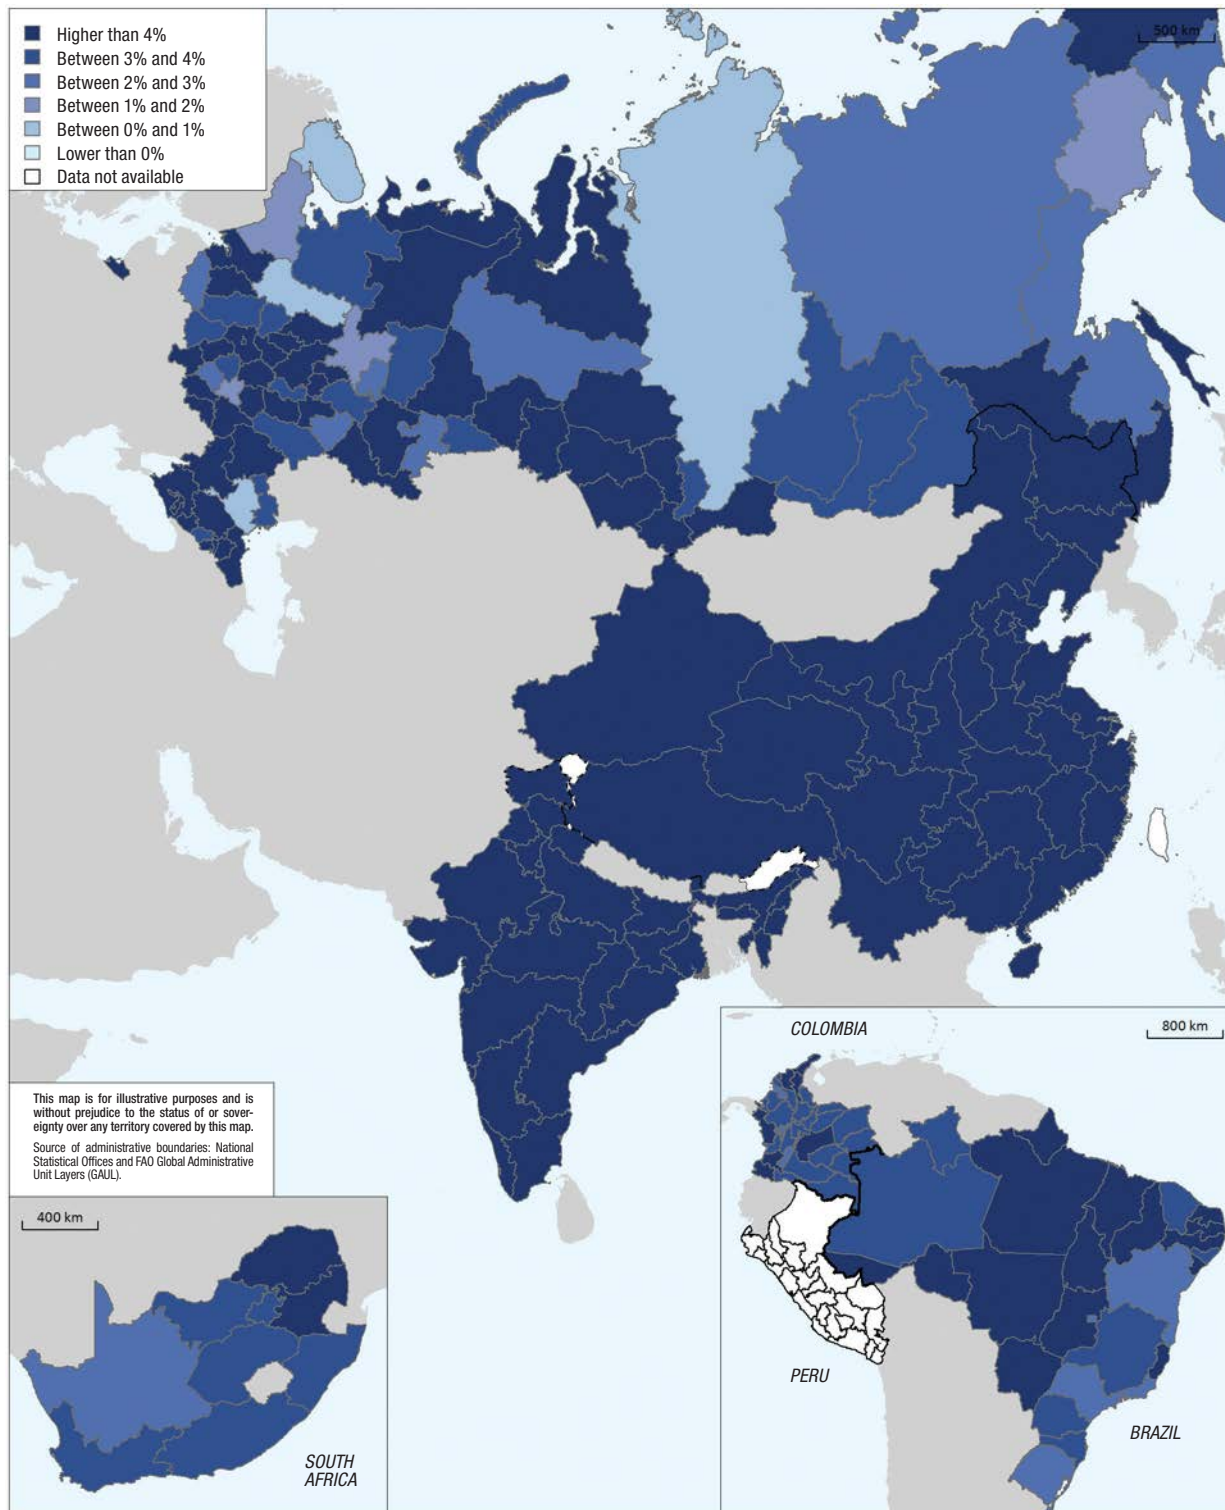 Higher than 4%
Between 3% and 4%
Between 2% and 3%
Between 1% and 2%
Between 0% and 1%
Lower than 0%
Data not available
500 km
This map is for illustrative purposes and is
without prejudice to the status of or sover-
eignty over any territory covered by this map.
Source of administrative boundaries: National
Statistical Offices and FAO Global Administrative
Unit Layers (GAUL).
400 km
SOUTH
AFRICA
COLOMBIA
800 km
PERU
BRAZIL